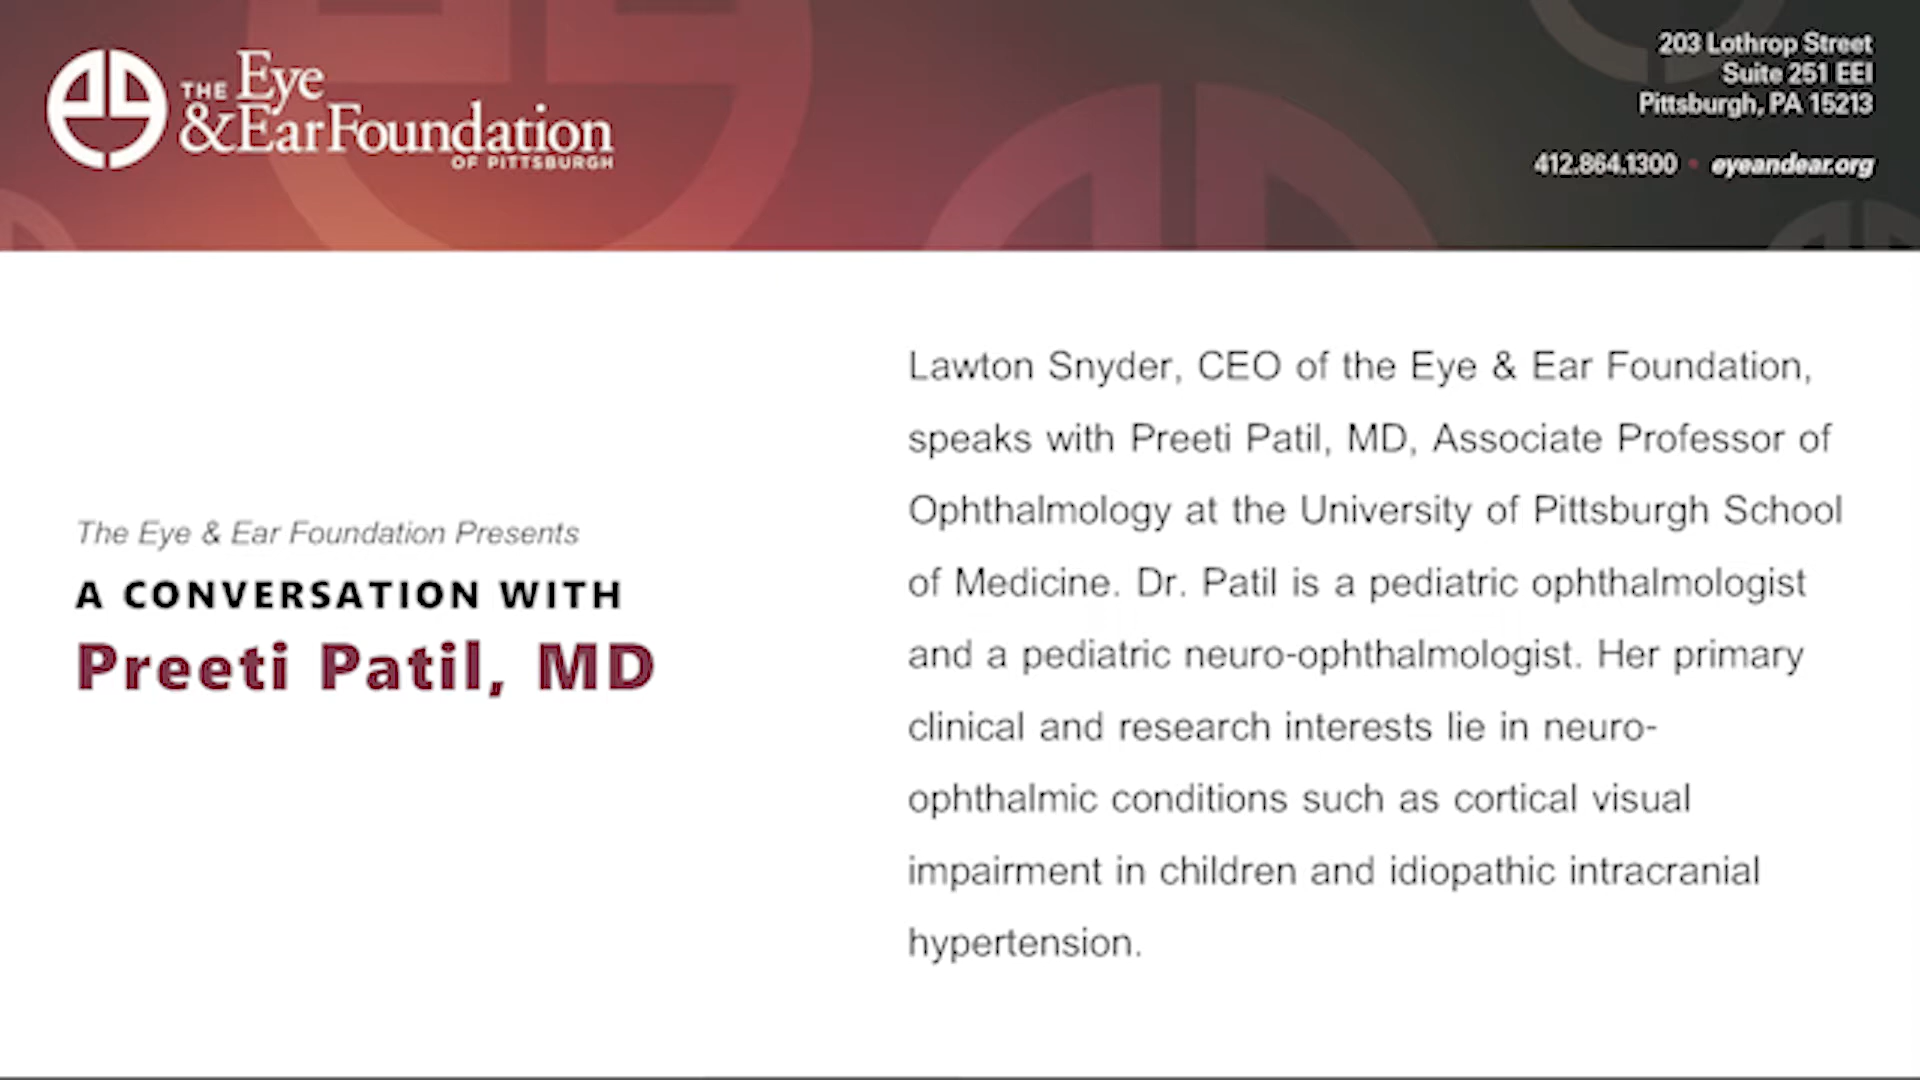 THE Eye
& Ear Foundation
OF PITTSBURGH
203 Lothrop Street
Suite 251 EEI
Pittsburgh, PA 15213
412.864.1300 • eyeandear.org
The Eye & Ear Foundation Presents
A CONVERSATION WITH
Preeti Patil, MD
Lawton Snyder, CEO of the Eye & Ear Foundation,
speaks with Preeti Patil, MD, Associate Professor of
Ophthalmology at the University of Pittsburgh School
of Medicine. Dr. Patil is a pediatric ophthalmologist
and a pediatric neuro-ophthalmologist. Her primary
clinical and research interests lie in neuro-
ophthalmic conditions such as cortical visual
impairment in children and idiopathic intracranial
hypertension.